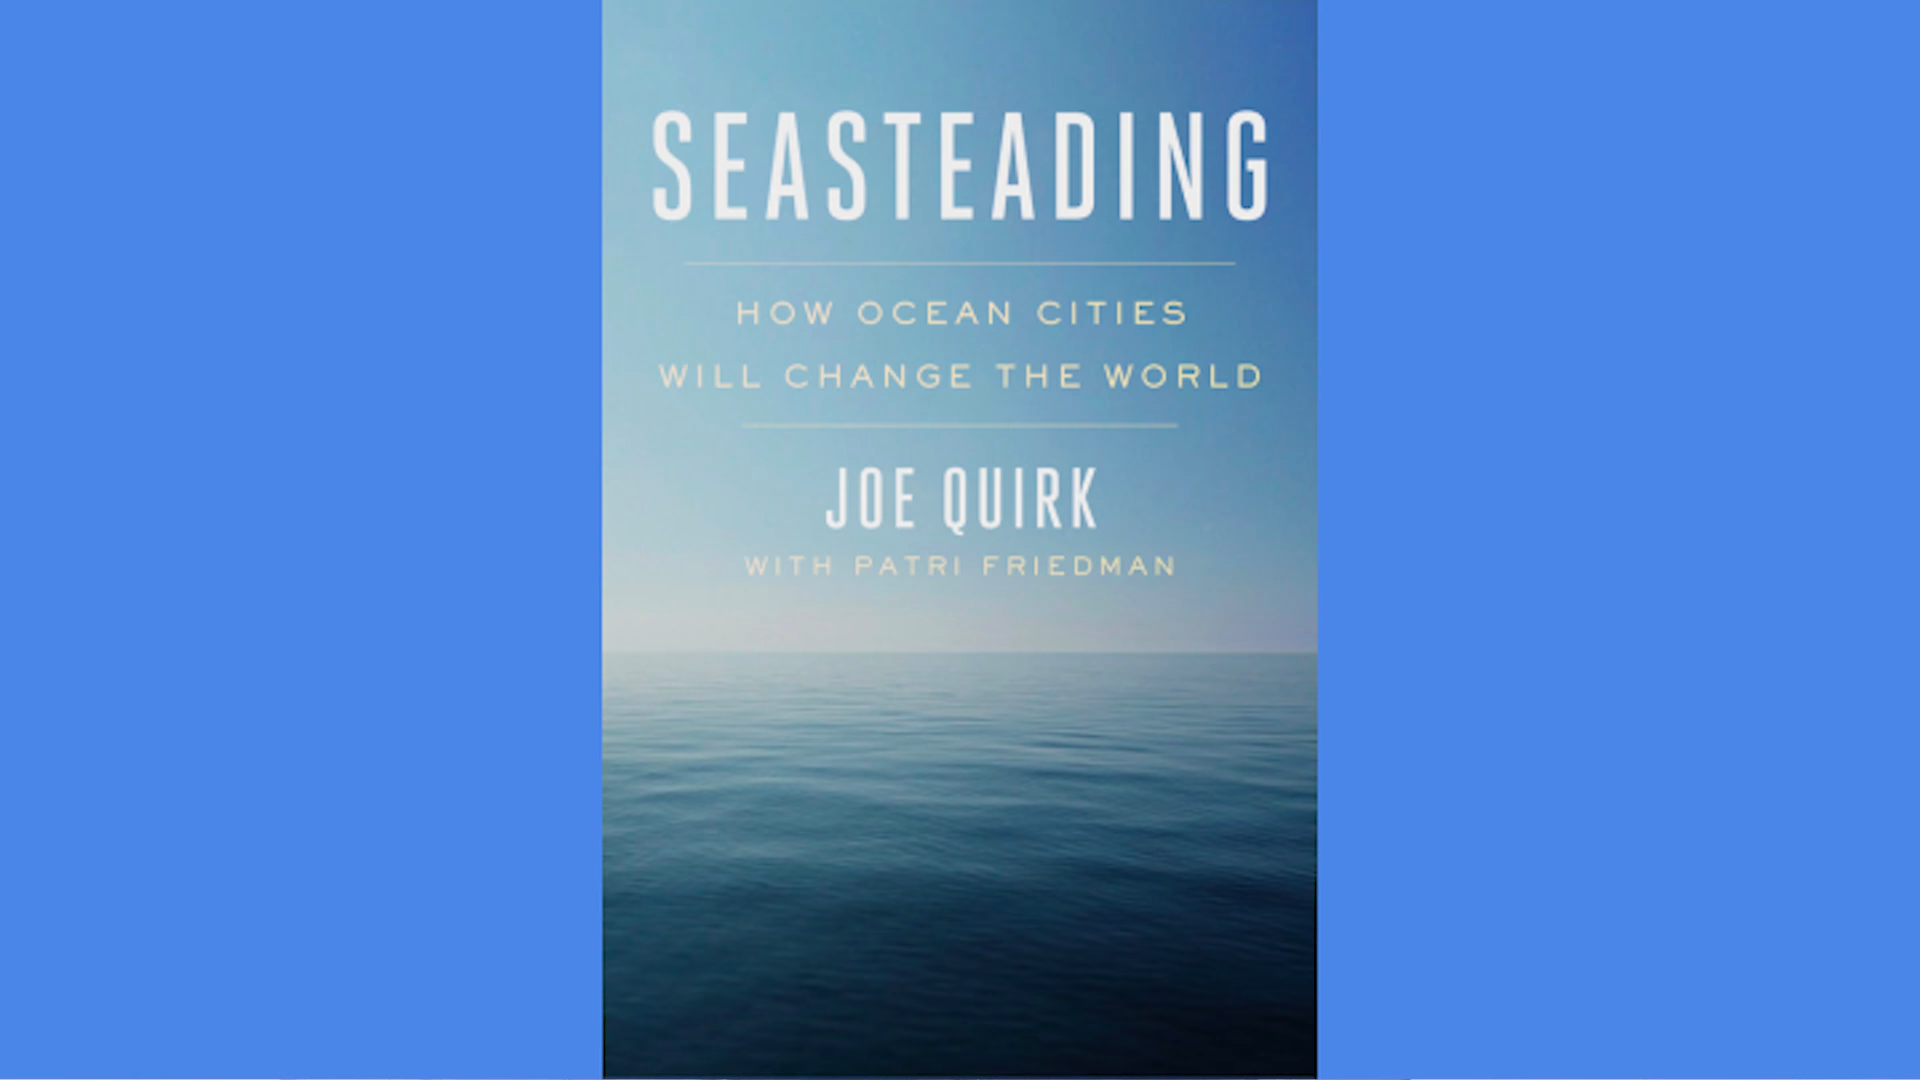 SEASTEADING
HOW OCEAN CITIES
WILL CHANGE THE WORLD
JOE QUIRK
WITH PATRI FRIEDMAN